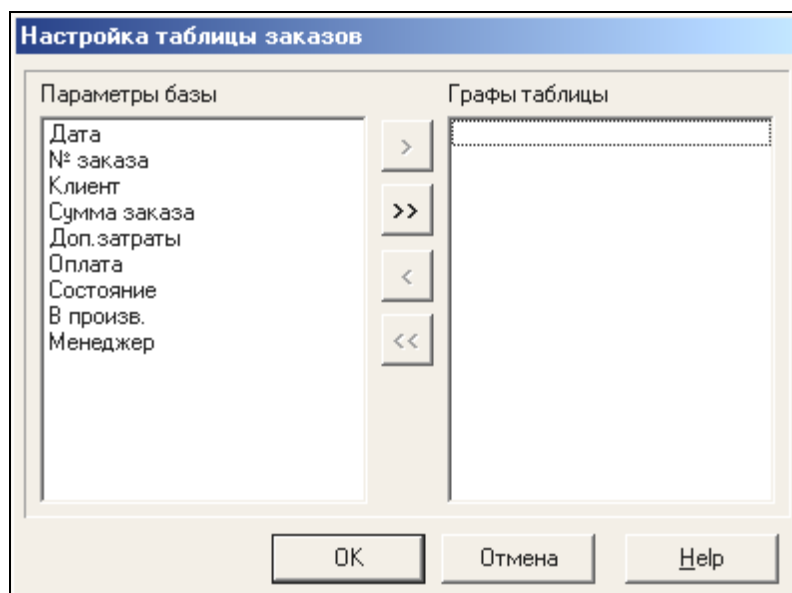 Настройка таблицы заказов
Параметры базы
Графы таблицы
Дата
№ заказа
Клиент
Сумма заказа
Доп.затраты
Оплата
Состояние
В произв.
Менеджер
>
>>
<
<<
OK
Отмена
Help